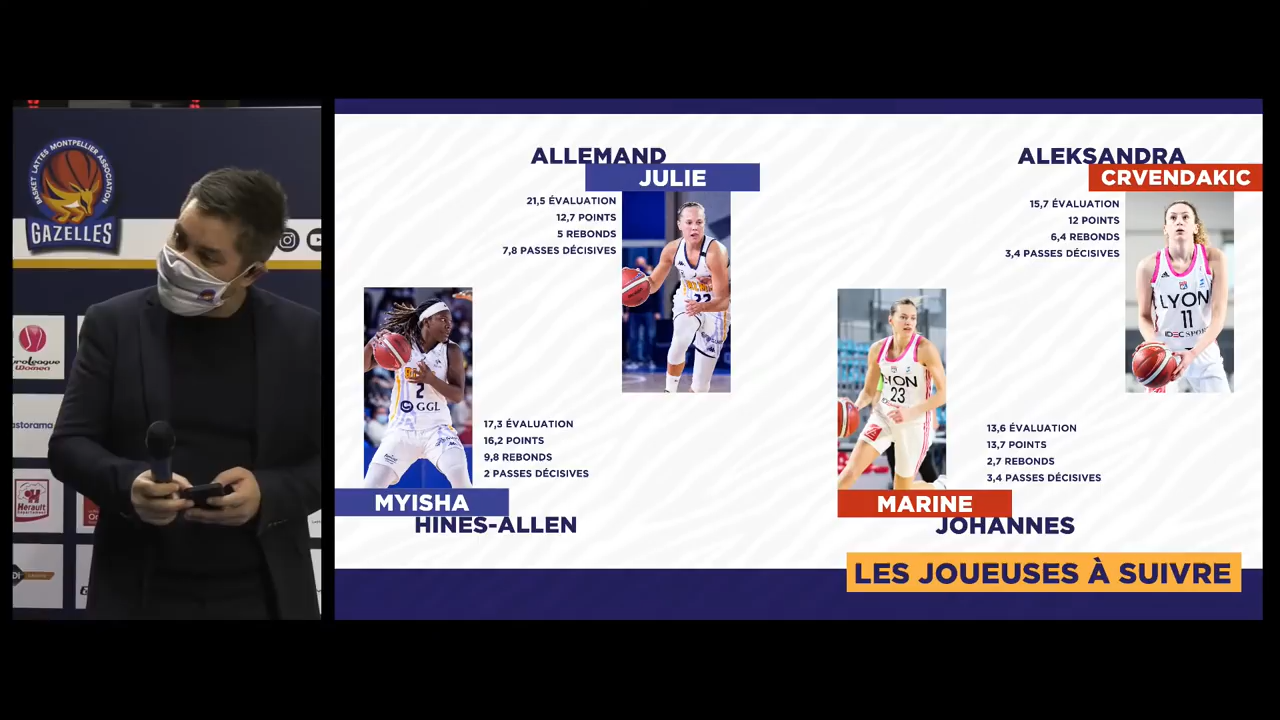 BASKET LATTES MONTPELLIER ASSOCIATION
GAZELLES
Women
Hérault
ALLEMAND
JULIE
21,5 ÉVALUATION
12,7 POINTS
5 REBONDS
7,8 PASSES DÉCISIVES
2
GGL
17,3 ÉVALUATION
16,2 POINTS
9,8 REBONDS
2 PASSES DÉCISIVES
MYISHA
HINES-ALLEN
ALEKSANDRA
CRVENDAKIC
15,7 ÉVALUATION
12 POINTS
6,4 REBONDS
3,4 PASSES DÉCISIVES
LYON
11
LYON
23
13,6 ÉVALUATION
13,7 POINTS
2,7 REBONDS
3,4 PASSES DÉCISIVES
MARINE
JOHANNES
LES JOUEUSES À SUIVRE